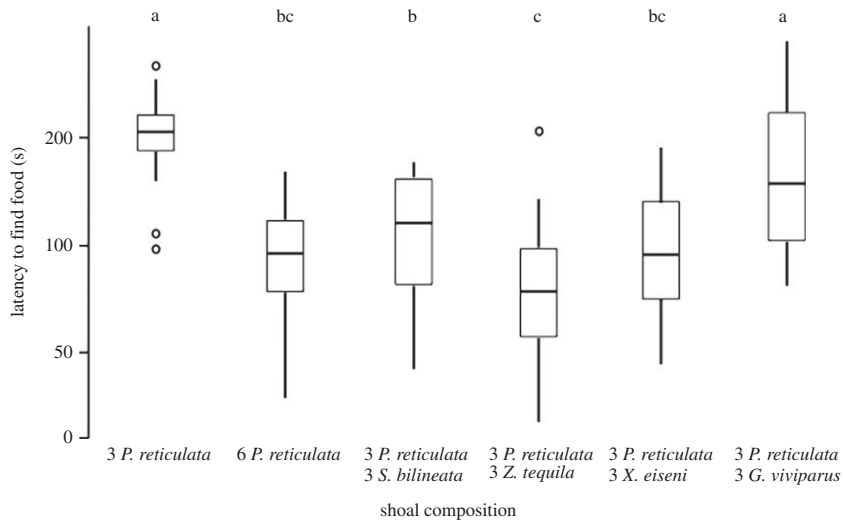 a bc b c bc a
latency to find food (s)
200
100
50
0
3 P. reticulata 6 P. reticulata 3 P. reticulata 3 P. reticulata 3 P. reticulata 3 P. reticulata
3 S. bilineata 3 Z. tequila 3 X. eiseni 3 G. viviparus
shoal composition